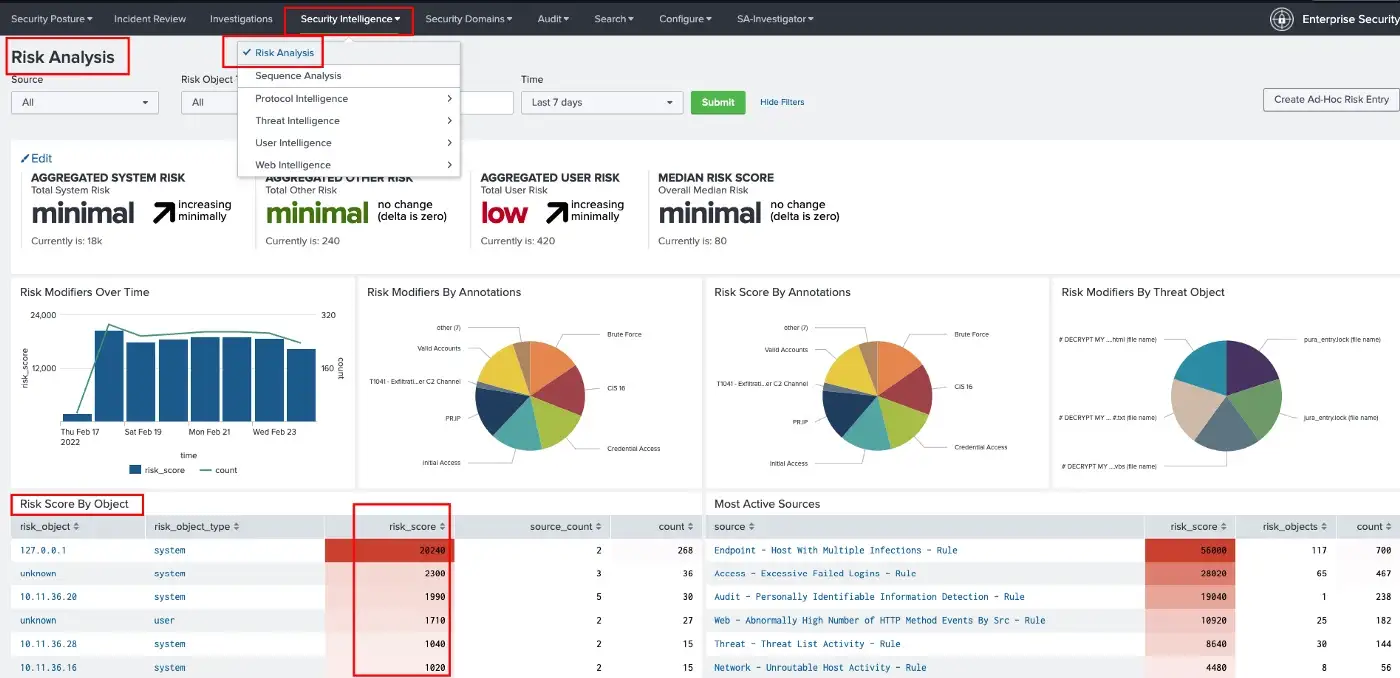 Security Posture Incident Review Investigations Security Intelligence Security Domains Audit Search Configure SA-Investigator Enterprise Security
Risk Analysis
Risk Analysis
Sequence Analysis
Protocol Intelligence
Threat Intelligence
User Intelligence
Web Intelligence
Source Risk Object Time
All All Last 7 days Submit Hide Filters Create Ad-Hoc Risk Entry
Edit
AGGREGATED SYSTEM RISK
Total System Risk
minimal increasing minimally
Currently is: 18k
AGGREGATED OTHER RISK
Total Other Risk
minimal no change (delta is zero)
Currently is: 240
AGGREGATED USER RISK
Total User Risk
low increasing minimally
Currently is: 420
MEDIAN RISK SCORE
Overall Median Risk
minimal no change (delta is zero)
Currently is: 80
Risk Modifiers Over Time
24,000 320
12,000 160
risk_score
count
Thu Feb 17 Sat Feb 19 Mon Feb 21 Wed Feb 23
2022
time
risk_score count
Risk Modifiers By Annotations
other (7)
Valid Accounts
T1041 - Exfiltrati...er C2 Channel
PR.IP
Initial Access
Brute Force
CIS 16
Credential Access
Risk Score By Annotations
other (7)
Valid Accounts
T1041 - Exfiltrati...er C2 Channel
PR.IP
Initial Access
Brute Force
CIS 16
Credential Access
Risk Modifiers By Threat Object
# DECRYPT MY ....html (file name)
# DECRYPT MY ... #.txt (file name)
# DECRYPT MY ....vbs (file name)
pura_entry.lock (file name)
jura_entry.lock (file name)
Risk Score By Object
risk_object risk_object_type risk_score source_count count
127.0.0.1 system 20240 2 268
unknown system 2300 3 36
10.11.36.20 system 1990 5 30
unknown user 1710 2 27
10.11.36.28 system 1040 2 15
10.11.36.16 system 1020 2 15
Most Active Sources
source risk_score risk_objects count
Endpoint - Host With Multiple Infections - Rule 56000 117 700
Access - Excessive Failed Logins - Rule 28020 65 467
Audit - Personally Identifiable Information Detection - Rule 19040 1 238
Web - Abnormally High Number of HTTP Method Events By Src - Rule 10920 25 182
Threat - Threat List Activity - Rule 8640 30 144
Network - Unroutable Host Activity - Rule 4480 8 56